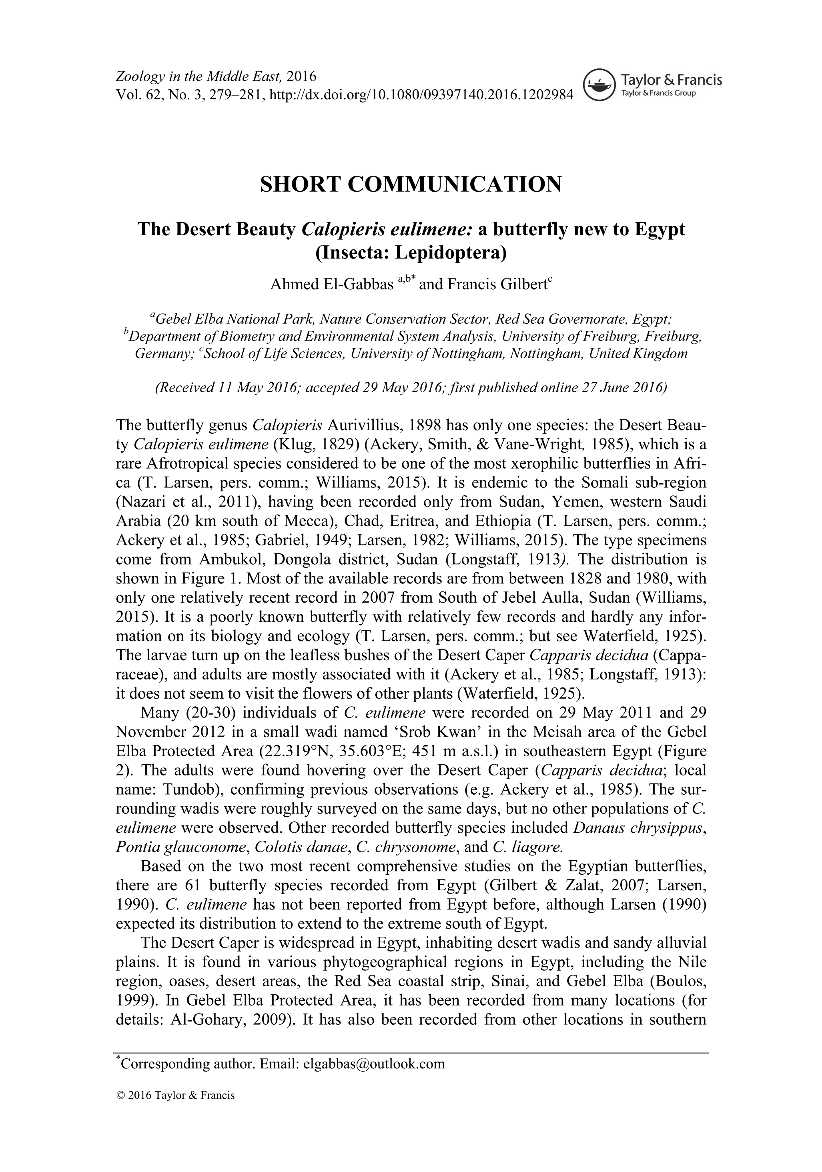 Zoology in the Middle East, 2016
Vol. 62, No. 3, 279–281, http://dx.doi.org/10.1080/09397140.2016.1202984
Taylor & Francis
Taylor & Francis Group
SHORT COMMUNICATION
The Desert Beauty Calopieris eulimene: a butterfly new to Egypt
(Insecta: Lepidoptera)
Ahmed El-Gabbas a,b* and Francis Gilbertc
aGebel Elba National Park, Nature Conservation Sector, Red Sea Governorate, Egypt;
bDepartment of Biometry and Environmental System Analysis, University of Freiburg, Freiburg,
Germany; cSchool of Life Sciences, University of Nottingham, Nottingham, United Kingdom
(Received 11 May 2016; accepted 29 May 2016; first published online 27 June 2016)
The butterfly genus Calopieris Aurivillius, 1898 has only one species: the Desert Beau-
ty Calopieris eulimene (Klug, 1829) (Ackery, Smith, & Vane-Wright, 1985), which is a
rare Afrotropical species considered to be one of the most xerophilic butterflies in Afri-
ca (T. Larsen, pers. comm.; Williams, 2015). It is endemic to the Somali sub-region
(Nazari et al., 2011), having been recorded only from Sudan, Yemen, western Saudi
Arabia (20 km south of Mecca), Chad, Eritrea, and Ethiopia (T. Larsen, pers. comm.;
Ackery et al., 1985; Gabriel, 1949; Larsen, 1982; Williams, 2015). The type specimens
come from Ambukol, Dongola district, Sudan (Longstaff, 1913). The distribution is
shown in Figure 1. Most of the available records are from between 1828 and 1980, with
only one relatively recent record in 2007 from South of Jebel Aulla, Sudan (Williams,
2015). It is a poorly known butterfly with relatively few records and hardly any infor-
mation on its biology and ecology (T. Larsen, pers. comm.; but see Waterfield, 1925).
The larvae turn up on the leafless bushes of the Desert Caper Capparis decidua (Cappa-
raceae), and adults are mostly associated with it (Ackery et al., 1985; Longstaff, 1913):
it does not seem to visit the flowers of other plants (Waterfield, 1925).
Many (20-30) individuals of C. eulimene were recorded on 29 May 2011 and 29
November 2012 in a small wadi named ‘Srob Kwan’ in the Meisah area of the Gebel
Elba Protected Area (22.319°N, 35.603°E; 451 m a.s.l.) in southeastern Egypt (Figure
2). The adults were found hovering over the Desert Caper (Capparis decidua; local
name: Tundob), confirming previous observations (e.g. Ackery et al., 1985). The sur-
rounding wadis were roughly surveyed on the same days, but no other populations of C.
eulimene were observed. Other recorded butterfly species included Danaus chrysippus,
Pontia glauconome, Colotis danae, C. chrysonome, and C. liagore.
Based on the two most recent comprehensive studies on the Egyptian butterflies,
there are 61 butterfly species recorded from Egypt (Gilbert & Zalat, 2007; Larsen,
1990). C. eulimene has not been reported from Egypt before, although Larsen (1990)
expected its distribution to extend to the extreme south of Egypt.
The Desert Caper is widespread in Egypt, inhabiting desert wadis and sandy alluvial
plains. It is found in various phytogeographical regions in Egypt, including the Nile
region, oases, desert areas, the Red Sea coastal strip, Sinai, and Gebel Elba (Boulos,
1999). In Gebel Elba Protected Area, it has been recorded from many locations (for
details: Al-Gohary, 2009). It has also been recorded from other locations in southern
*Corresponding author. Email: elgabbas@outlook.com
© 2016 Taylor & Francis